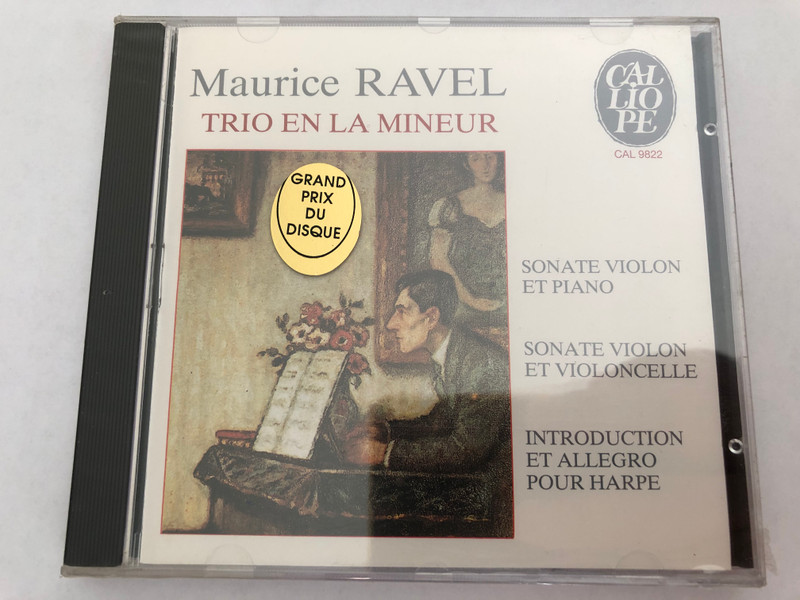 Maurice RAVEL
TRIO EN LA MINEUR
CAL
LIO
PE
CAL 9822
GRAND
PRIX
DU
DISQUE
SONATE VIOLON
ET PIANO
SONATE VIOLON
ET VIOLONCELLE
INTRODUCTION
ET ALLEGRO
POUR HARPE